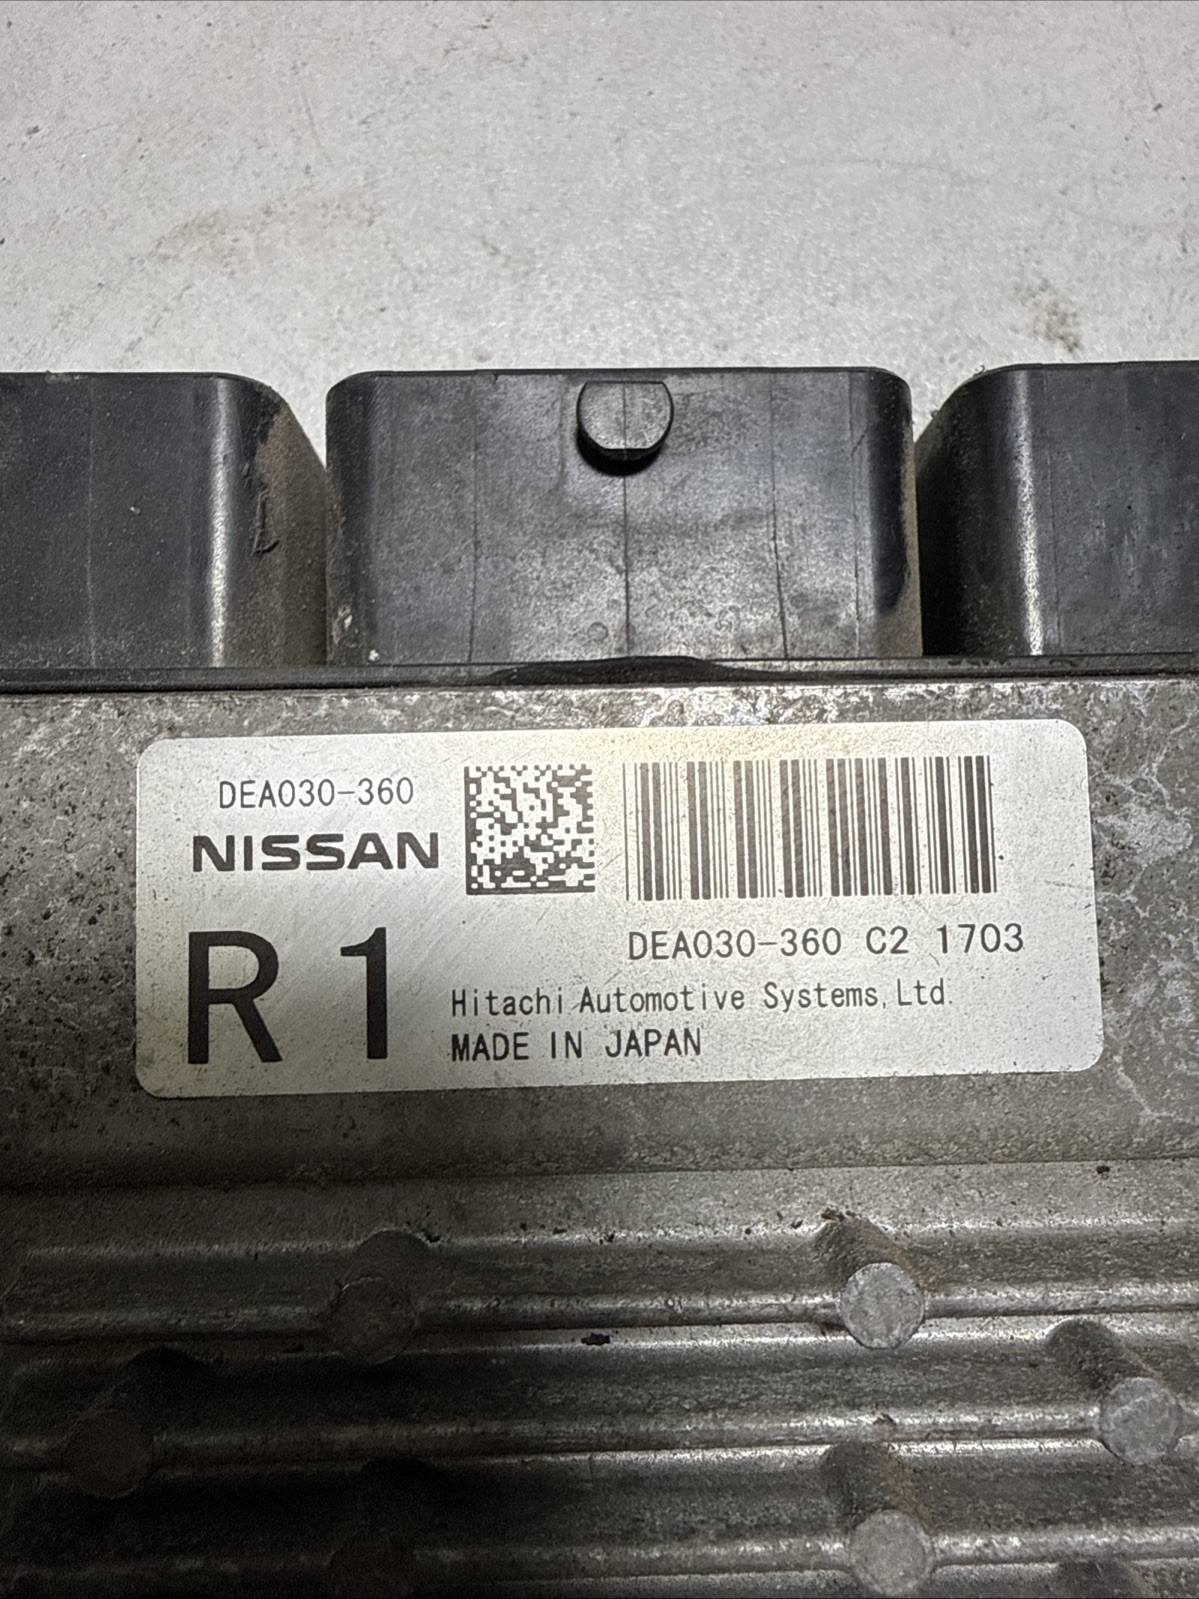 DEA030-360
NISSAN
R1
DEA030-360 C2 1703
Hitachi Automotive Systems, Ltd.
MADE IN JAPAN